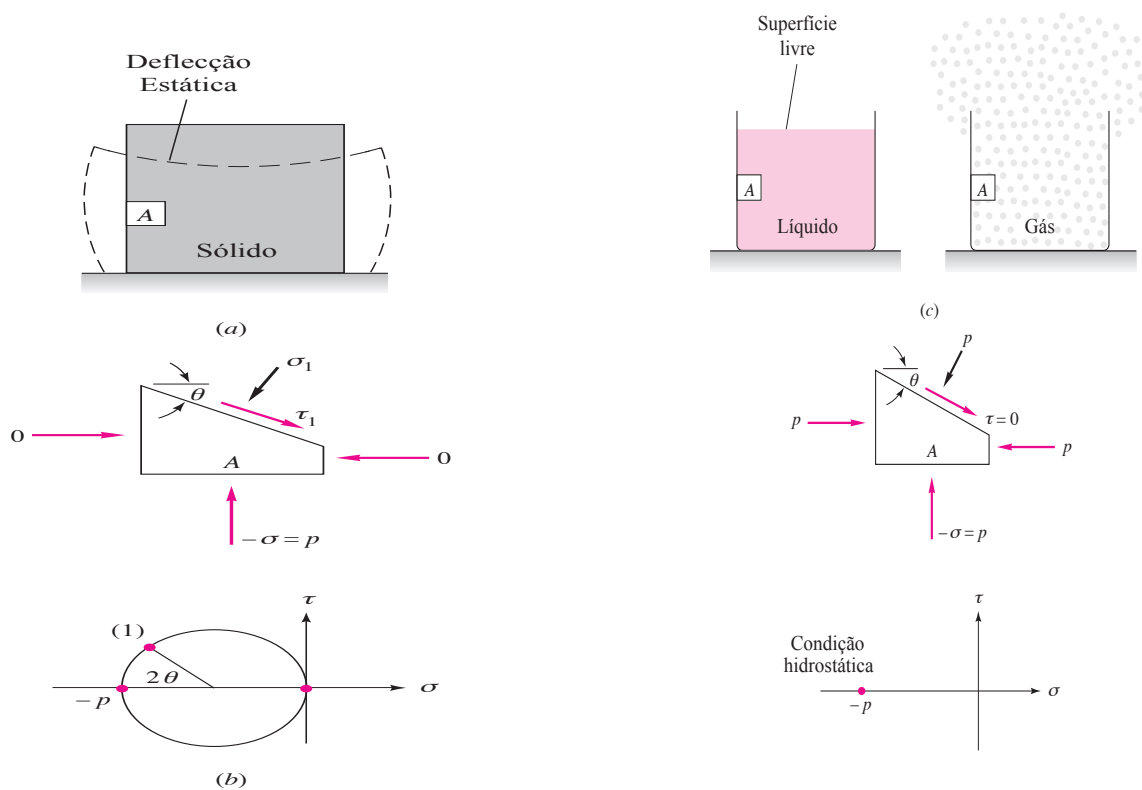 Deflecção
Estática
A
Sólido
(a)
σ₁
θ
τ₁
0
A
0
−σ = p
τ
(1)
2θ
−p
σ
(b)
Superfície
livre
A
Líquido
A
Gás
(c)
p
θ
τ = 0
p
A
p
−σ = p
τ
Condição
hidrostática
σ
−p